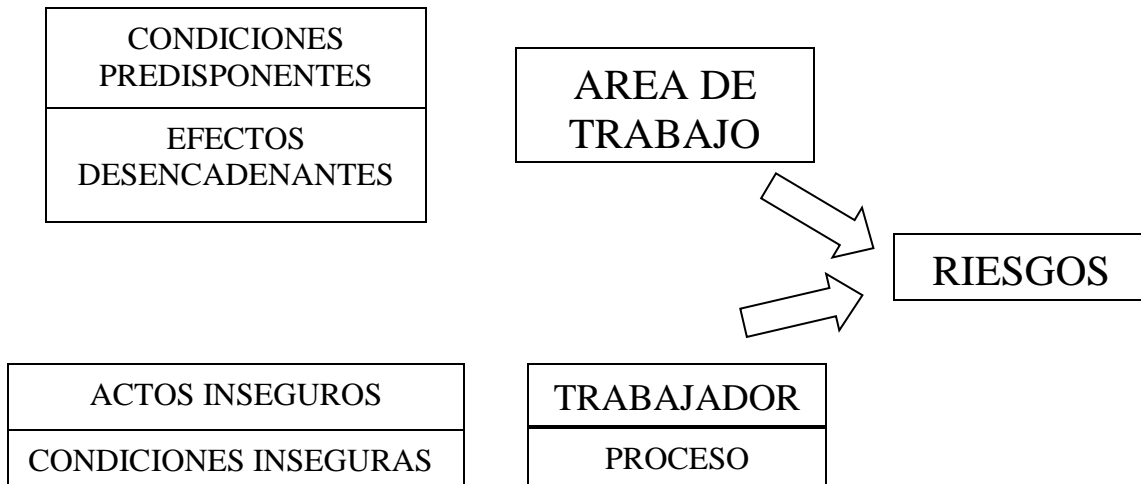 CONDICIONES
PREDISPONENTES
EFECTOS
DESENCADENANTES
AREA DE
TRABAJO
RIESGOS
ACTOS INSEGUROS
CONDICIONES INSEGURAS
TRABAJADOR
PROCESO